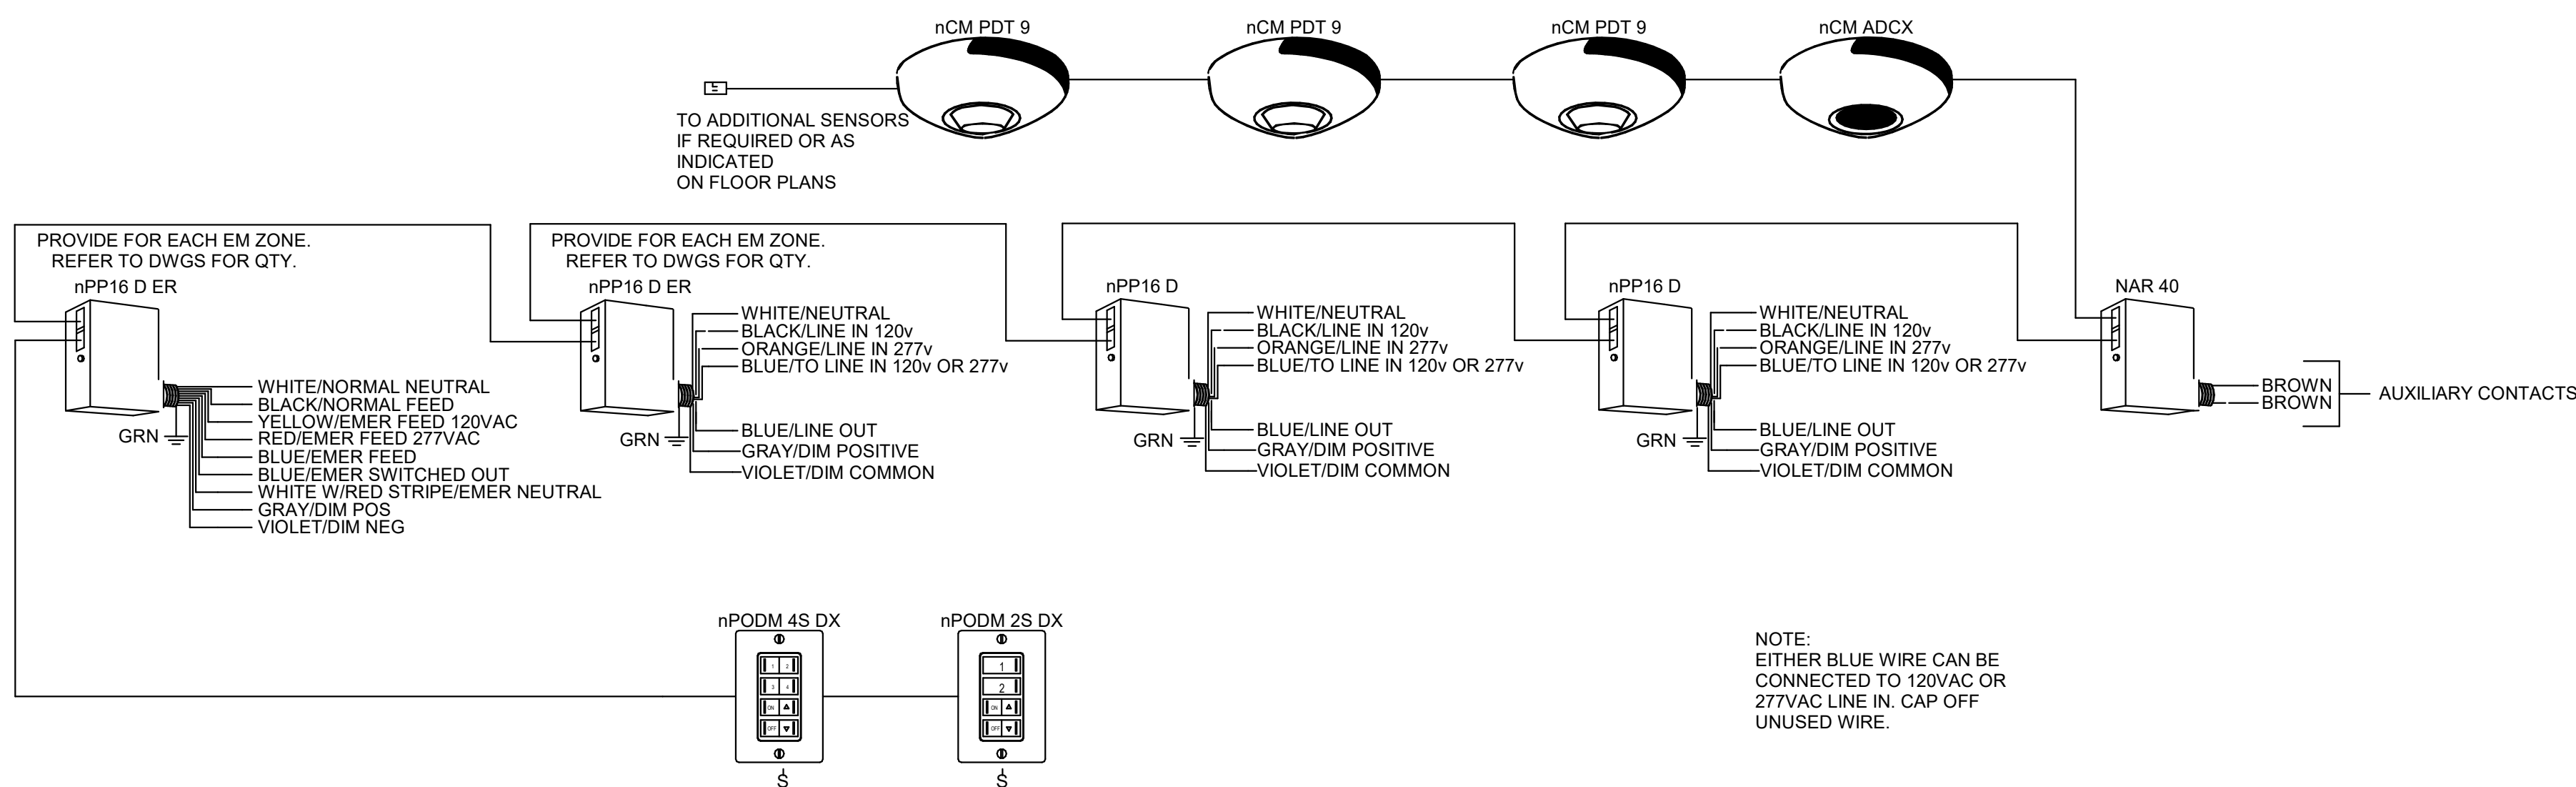 nCM PDT 9
nCM PDT 9
nCM PDT 9
nCM ADCX
TO ADDITIONAL SENSORS
IF REQUIRED OR AS
INDICATED
ON FLOOR PLANS
PROVIDE FOR EACH EM ZONE.
REFER TO DWGS FOR QTY.
nPP16 D ER
WHITE/NORMAL NEUTRAL
BLACK/NORMAL FEED
YELLOW/EMER FEED 120VAC
RED/EMER FEED 277VAC
BLUE/EMER FEED
BLUE/EMER SWITCHED OUT
WHITE W/RED STRIPE/EMER NEUTRAL
GRAY/DIM POS
VIOLET/DIM NEG
GRN
PROVIDE FOR EACH EM ZONE.
REFER TO DWGS FOR QTY.
nPP16 D ER
WHITE/NEUTRAL
BLACK/LINE IN 120v
ORANGE/LINE IN 277v
BLUE/TO LINE IN 120v OR 277v
GRN
BLUE/LINE OUT
GRAY/DIM POSITIVE
VIOLET/DIM COMMON
nPP16 D
WHITE/NEUTRAL
BLACK/LINE IN 120v
ORANGE/LINE IN 277v
BLUE/TO LINE IN 120v OR 277v
GRN
BLUE/LINE OUT
GRAY/DIM POSITIVE
VIOLET/DIM COMMON
nPP16 D
WHITE/NEUTRAL
BLACK/LINE IN 120v
ORANGE/LINE IN 277v
BLUE/TO LINE IN 120v OR 277v
GRN
BLUE/LINE OUT
GRAY/DIM POSITIVE
VIOLET/DIM COMMON
NAR 40
BROWN
BROWN
AUXILIARY CONTACTS
nPODM 4S DX
1 2
3 4
ON
OFF
S
nPODM 2S DX
1
2
ON
OFF
S
NOTE:
EITHER BLUE WIRE CAN BE
CONNECTED TO 120VAC OR
277VAC LINE IN. CAP OFF
UNUSED WIRE.